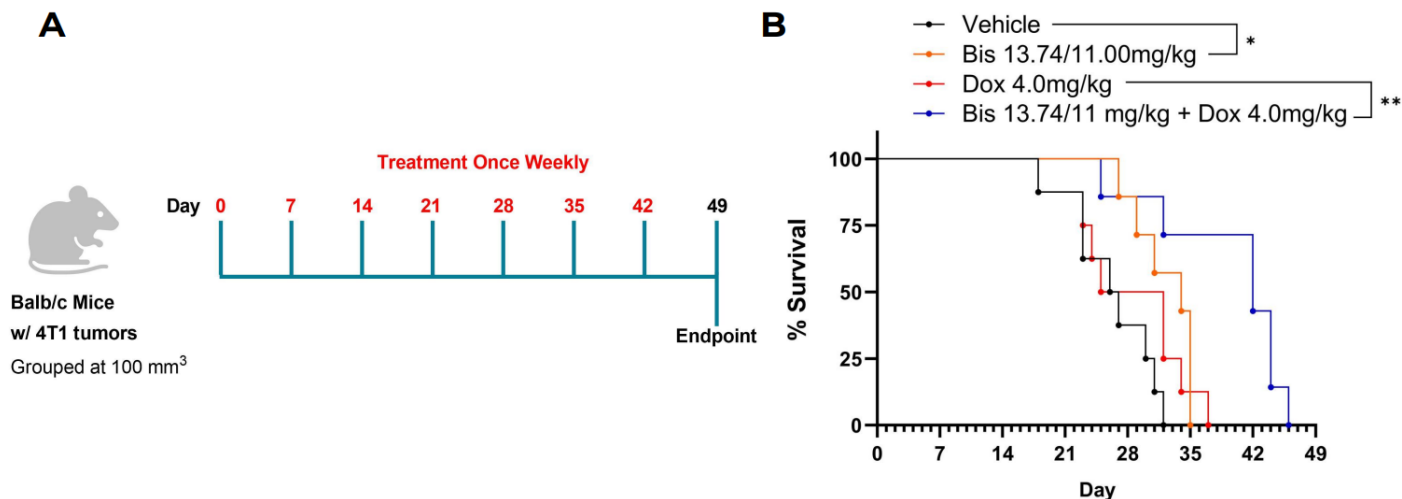 A
Treatment Once Weekly
Day 0 7 14 21 28 35 42 49
Balb/c Mice
w/ 4T1 tumors
Grouped at 100 mm³
Endpoint
B
Vehicle
*
Bis 13.74/11.00mg/kg
Dox 4.0mg/kg
**
Bis 13.74/11 mg/kg + Dox 4.0mg/kg
% Survival
100
75
50
25
0
0 7 14 21 28 35 42 49
Day